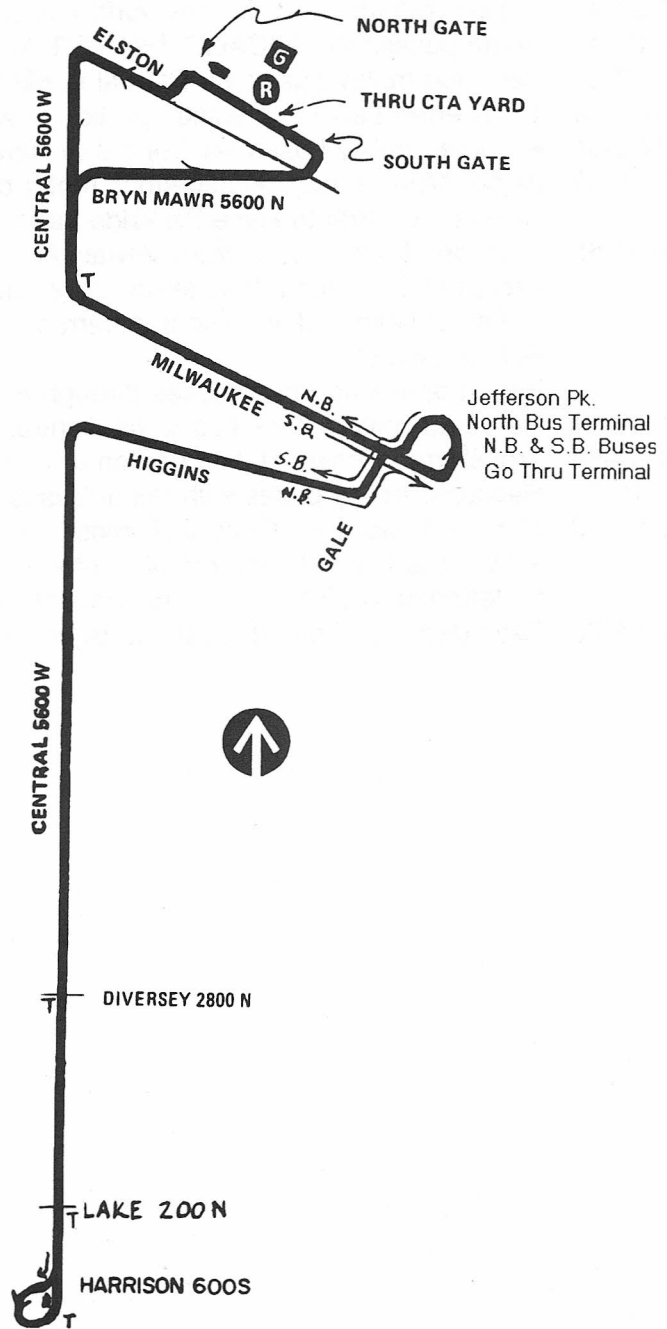 NORTH GATE
ELSTON
G
R
THRU CTA YARD
SOUTH GATE
CENTRAL 5600 W
BRYN MAWR 5600 N
T
MILWAUKEE
N.B.
S.B.
Jefferson Pk.
North Bus Terminal
N.B. & S.B. Buses
Go Thru Terminal
HIGGINS
S.B.
N.B.
GALE
CENTRAL 5600 W
T
DIVERSEY 2800 N
T
LAKE 200 N
HARRISON 600S
T